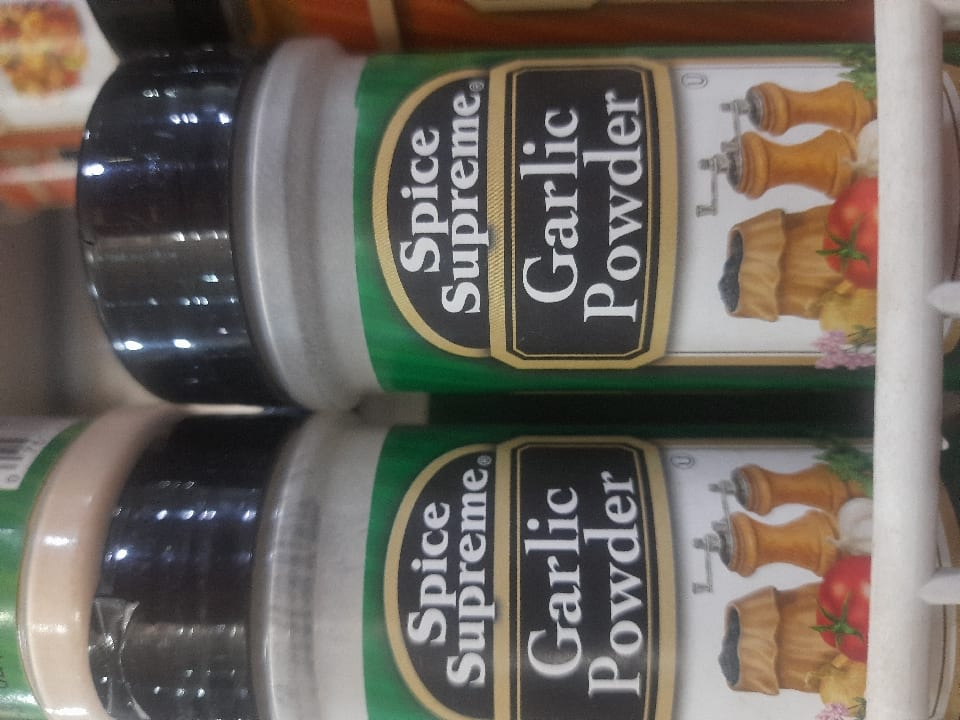 Spice
Supreme®
Garlic
Powder
U
Spice
Supreme®
Garlic
Powder
U